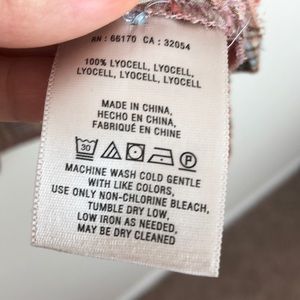 RN : 66170 CA : 32054
100% LYOCELL, LYOCELL,
LYOCELL, LYOCELL, LYOCELL
MADE IN CHINA,
HECHO EN CHINA,
FABRIQUÉ EN CHINE
30 P
MACHINE WASH COLD GENTLE
WITH LIKE COLORS,
USE ONLY NON-CHLORINE BLEACH,
TUMBLE DRY LOW,
LOW IRON AS NEEDED,
MAY BE DRY CLEANED